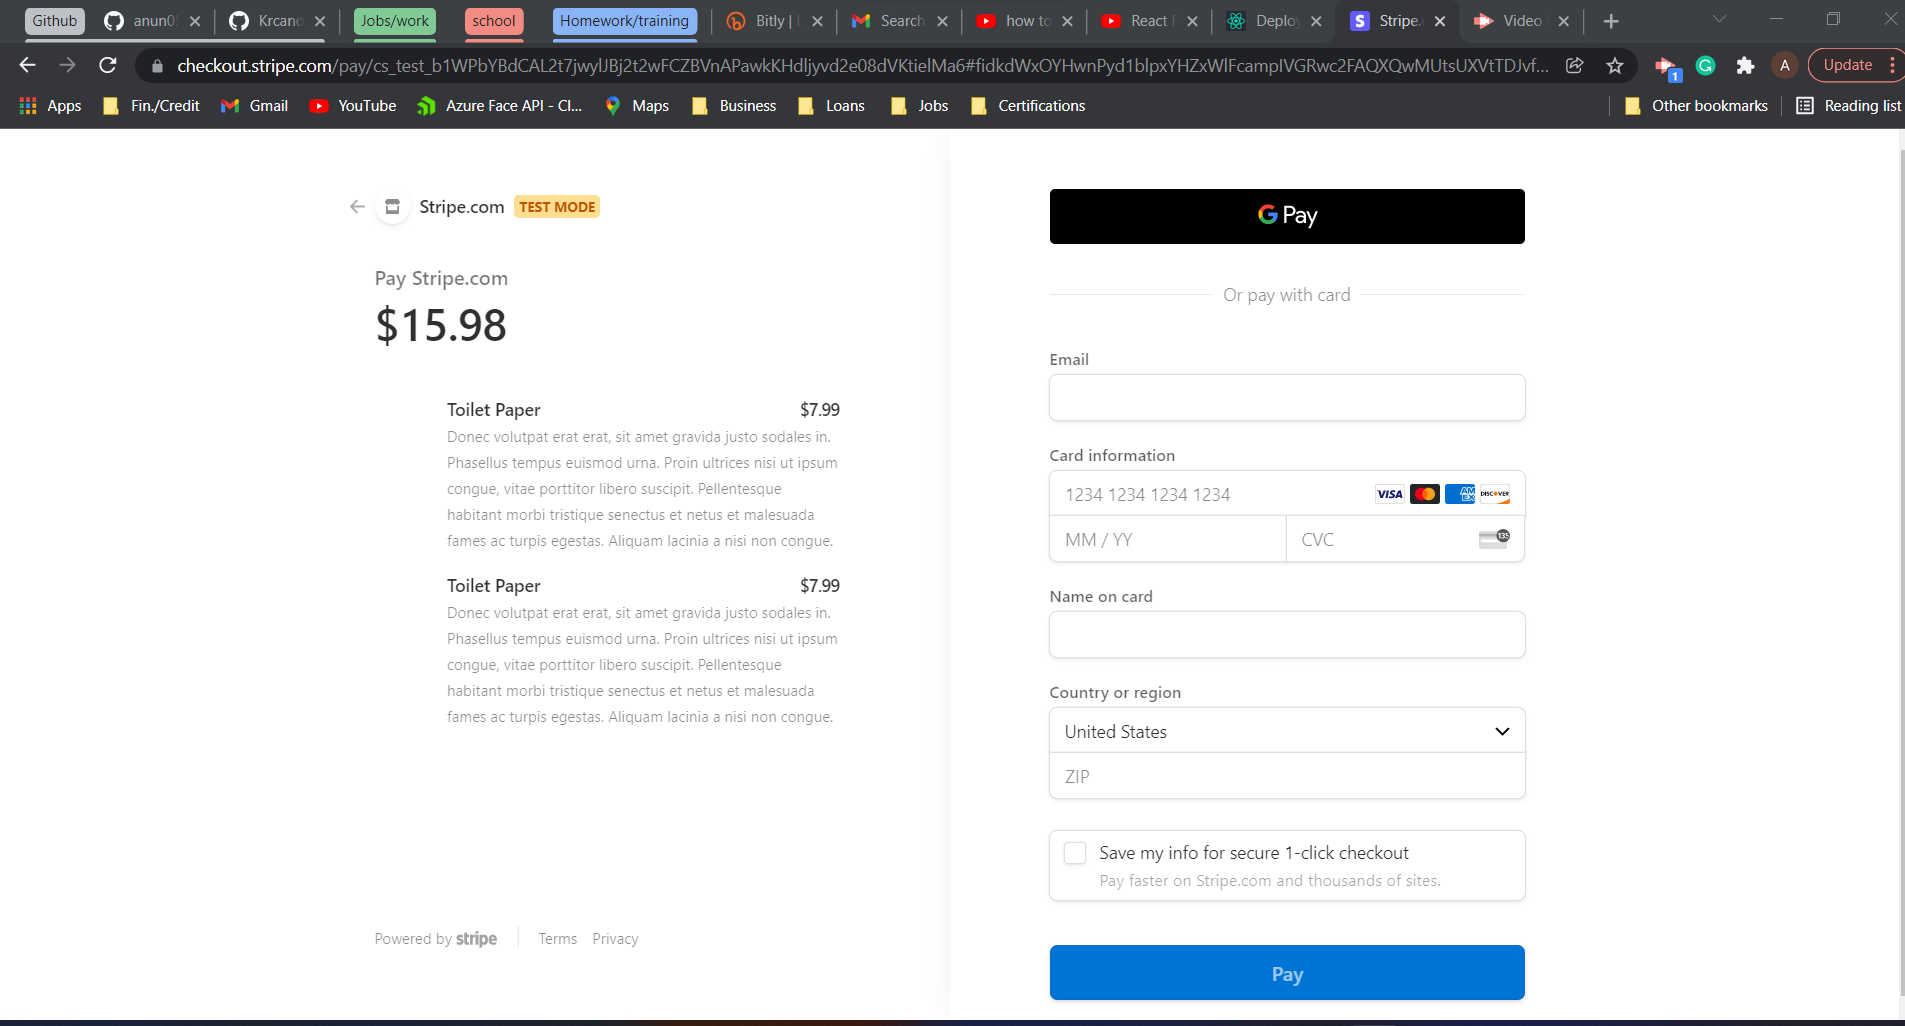 Github anun0 Krcano Jobs/work school Homework/training Bitly | L Search how to React Deploy Stripe. Video
checkout.stripe.com/pay/
Update
Apps Fin./Credit Gmail YouTube Azure Face API - Cl... Maps Business Loans Jobs Certifications Other bookmarks Reading list
Stripe.com TEST MODE
Pay Stripe.com
$15.98
Toilet Paper $7.99
Donec volutpat erat erat, sit amet gravida justo sodales in.
Phasellus tempus euismod urna. Proin ultrices nisi ut ipsum
congue, vitae porttitor libero suscipit. Pellentesque
habitant morbi tristique senectus et netus et malesuada
fames ac turpis egestas. Aliquam lacinia a nisi non congue.
Toilet Paper $7.99
Donec volutpat erat erat, sit amet gravida justo sodales in.
Phasellus tempus euismod urna. Proin ultrices nisi ut ipsum
congue, vitae porttitor libero suscipit. Pellentesque
habitant morbi tristique senectus et netus et malesuada
fames ac turpis egestas. Aliquam lacinia a nisi non congue.
Powered by stripe Terms Privacy
G Pay
Or pay with card
Email
Card information
1234 1234 1234 1234 VISA AMEX DISCOVER
MM / YY CVC 135
Name on card
Country or region
United States
ZIP
Save my info for secure 1-click checkout
Pay faster on Stripe.com and thousands of sites.
Pay